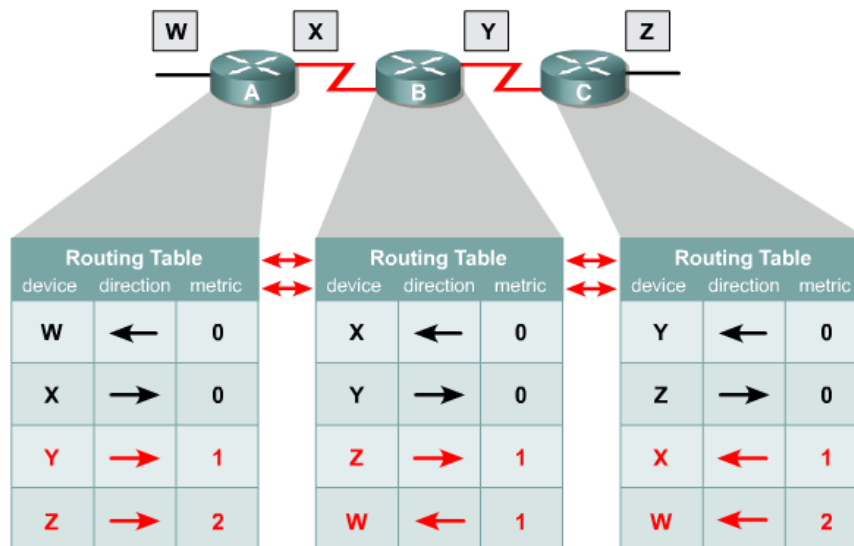 W X Y Z
A B C
Routing Table Routing Table Routing Table
device direction metric device direction metric device direction metric
W 0 X 0 Y 0
X 0 Y 0 Z 0
Y 1 Z 1 X 1
Z 2 W 1 W 2